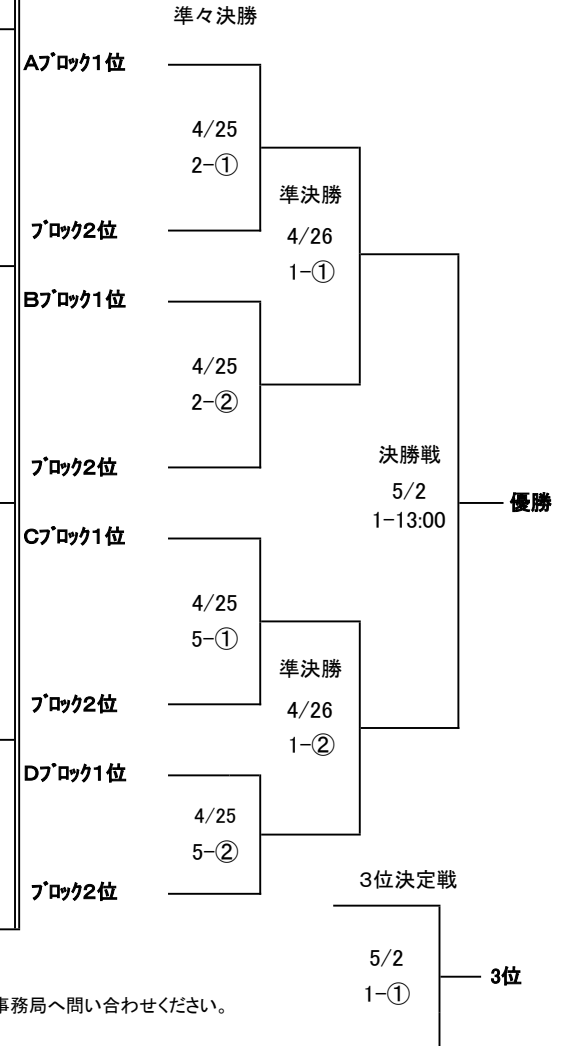 準々決勝
Aブロック1位
4/25
2-①
準決勝
ブロック2位
4/26
1-①
Bブロック1位
4/25
2-②
決勝戦
ブロック2位
5/2
優勝
1-13:00
Cブロック1位
4/25
5-①
準決勝
ブロック2位
4/26
1-②
Dブロック1位
4/25
5-②
3位決定戦
ブロック2位
5/2
3位
1-①
事務局へ問い合わせください。